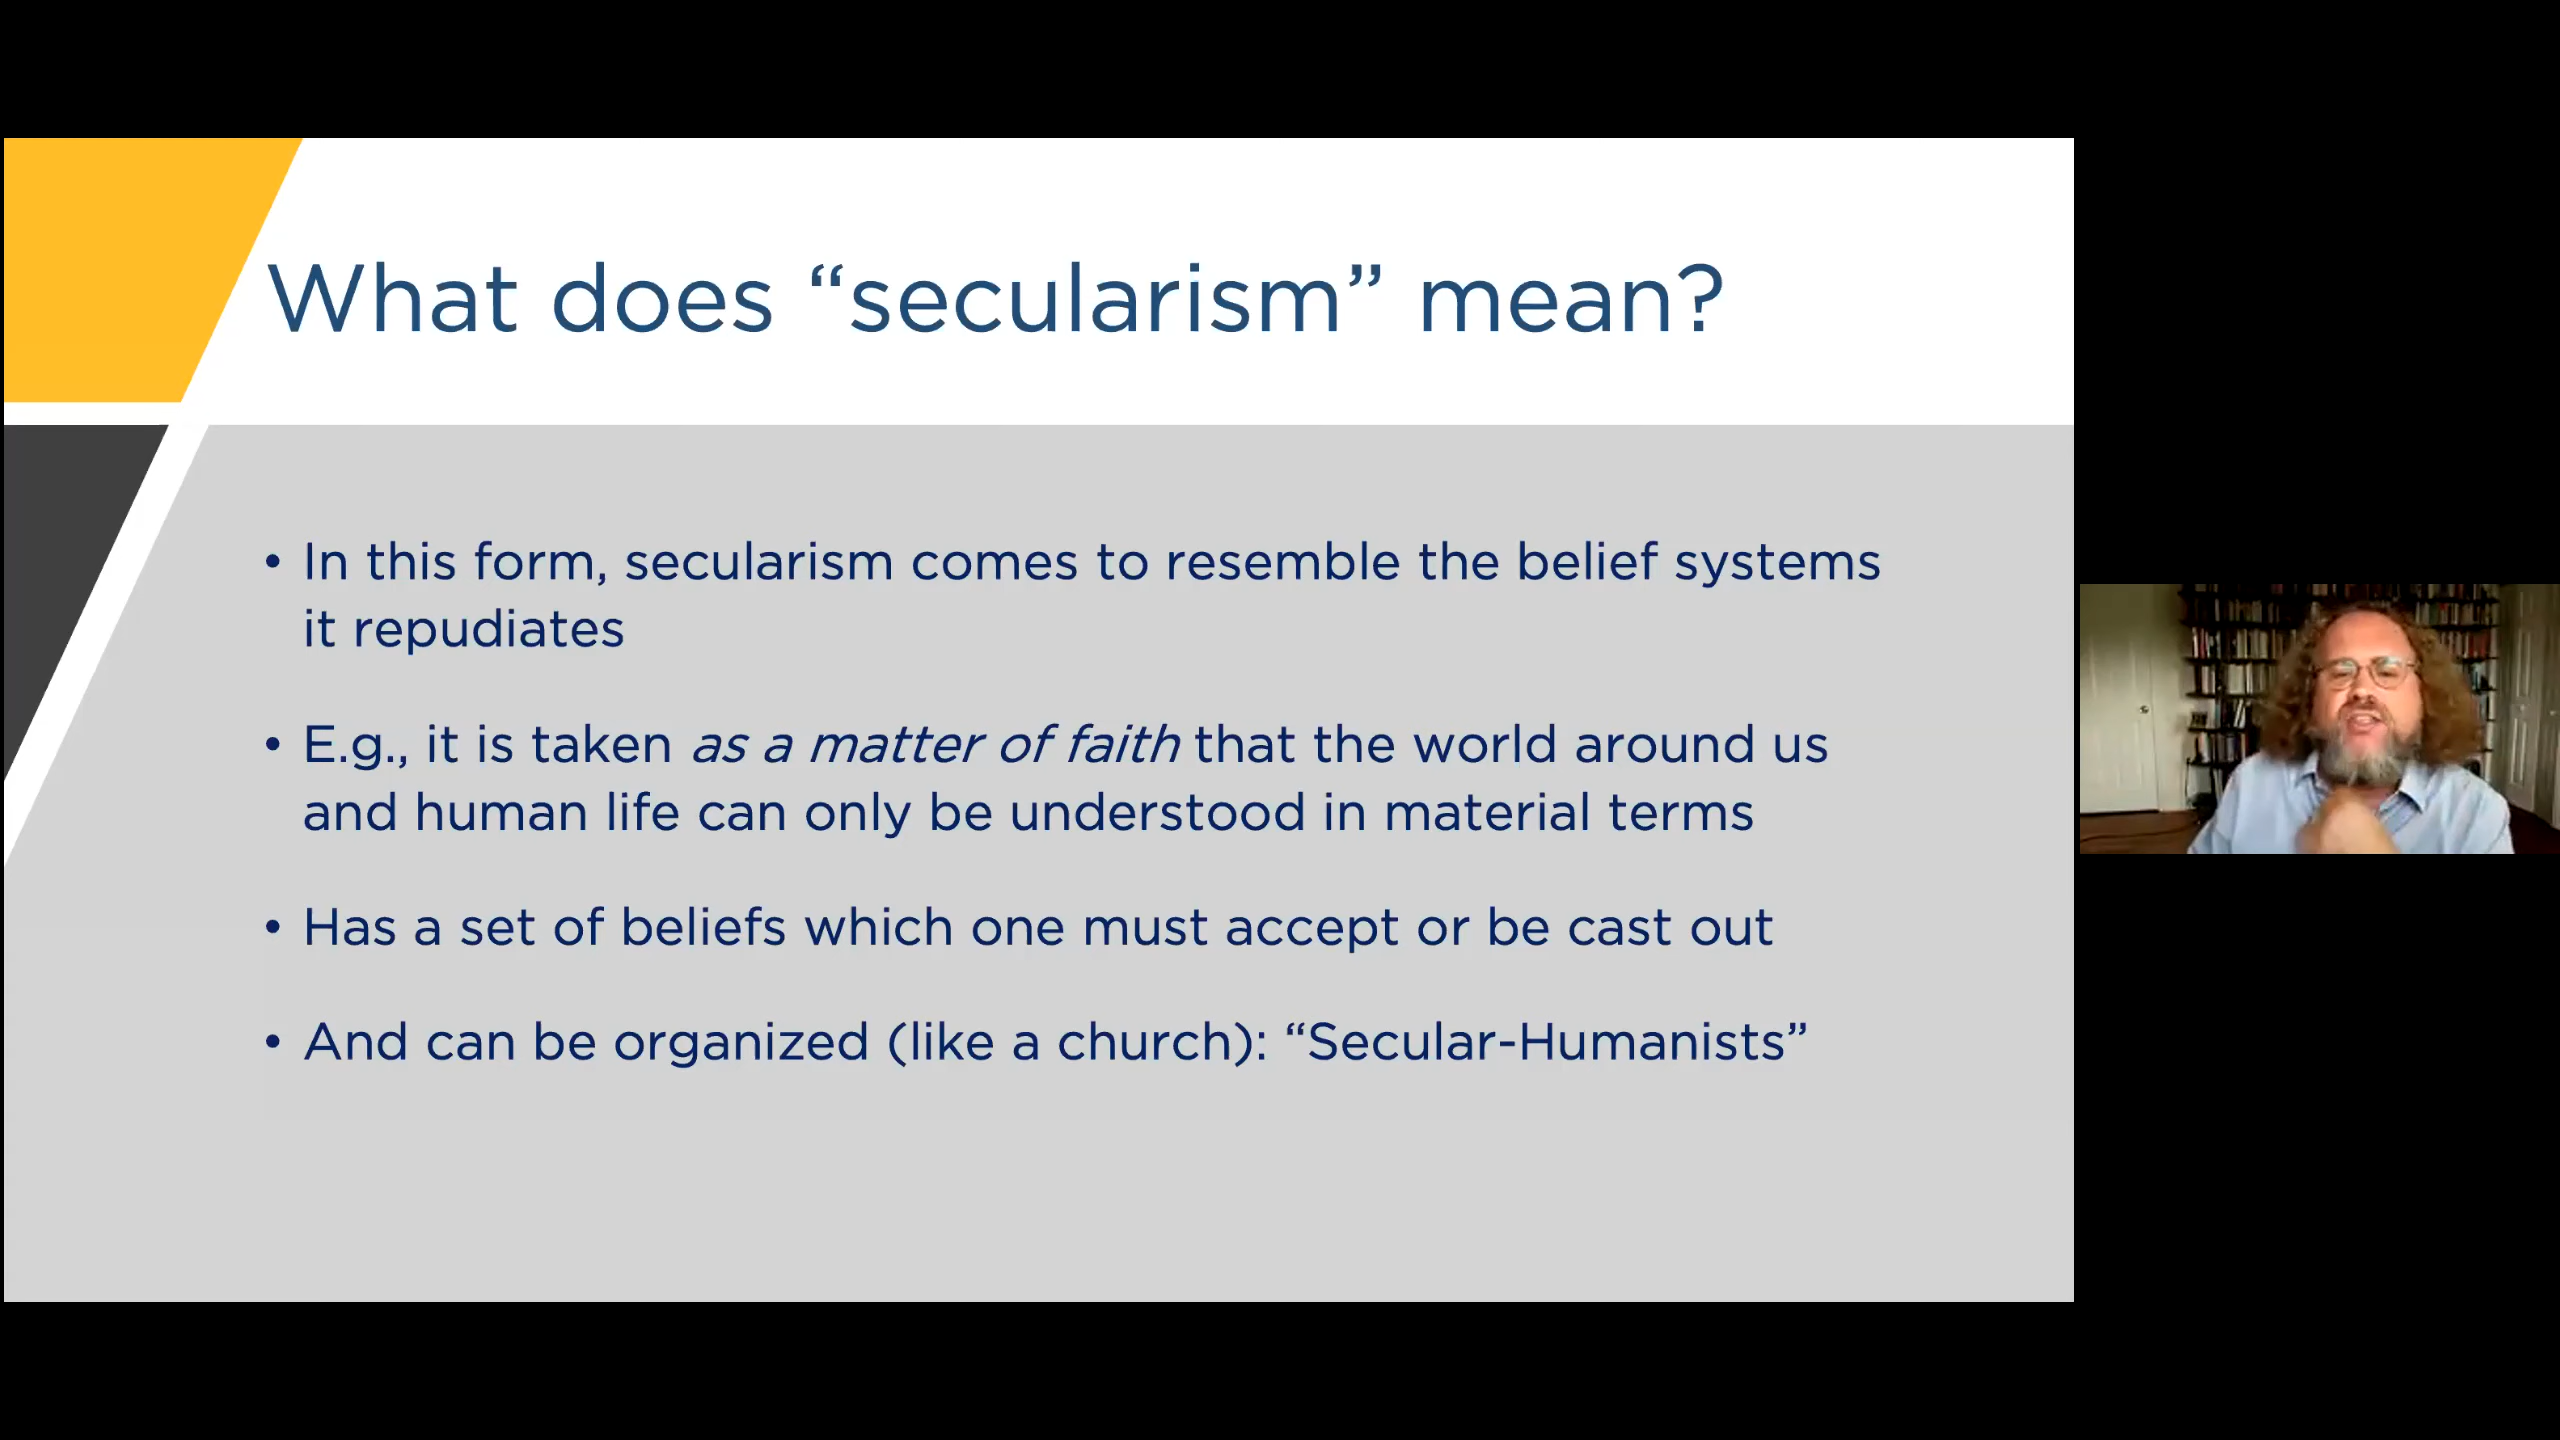 What does “secularism” mean?
• In this form, secularism comes to resemble the belief systems
it repudiates
• E.g., it is taken as a matter of faith that the world around us
and human life can only be understood in material terms
• Has a set of beliefs which one must accept or be cast out
• And can be organized (like a church): “Secular-Humanists”